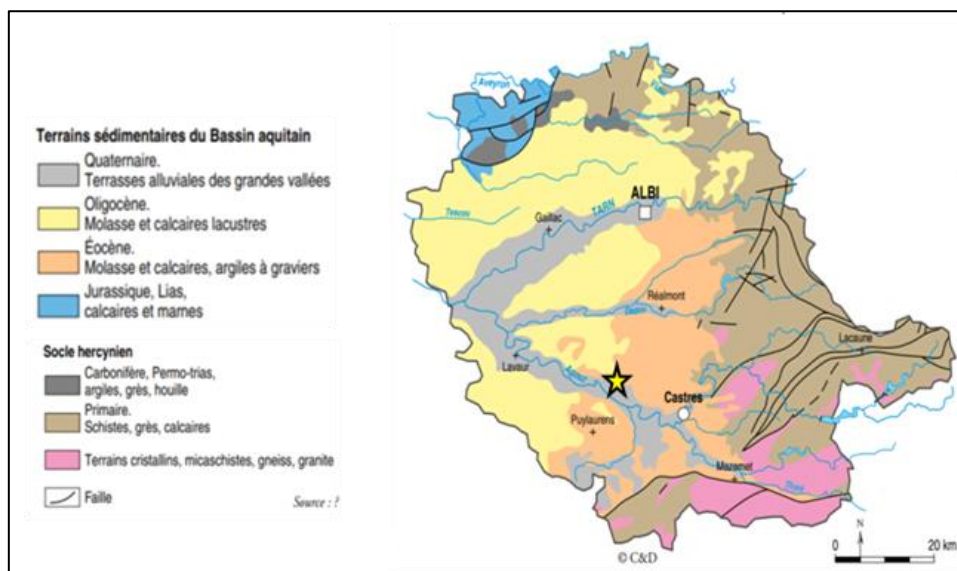 Terrains sédimentaires du Bassin aquitain
Quaternaire.
Terrasses alluviales des grandes vallées
Oligocène.
Molasse et calcaires lacustres
Éocène.
Molasse et calcaires, argiles à graviers
Jurassique, Lias,
calcaires et marnes
Socle hercynien
Carbonifère, Permo-trias,
argiles, grès, houille
Primaire.
Schistes, grès, calcaires
Terrains cristallins, micaschistes, gneiss, granite
Faille
Source : ?
Aveyron
ALBI
TARN
Gaillac
Tescou
Réalmont
Lacaune
Lavaur
Agout
Castres
Puylaurens
Mazamet
Thoré
© C&D
N
0
20 km